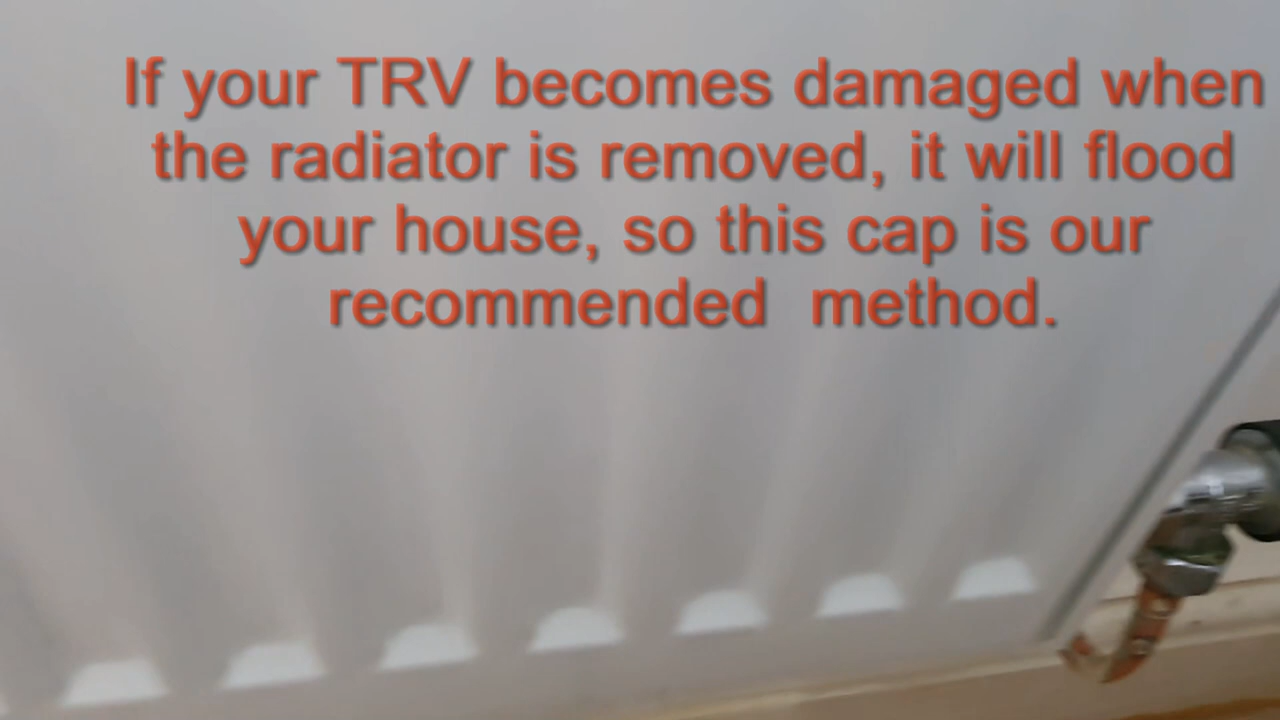 If your TRV becomes damaged when
the radiator is removed, it will flood
your house, so this cap is our
recommended method.